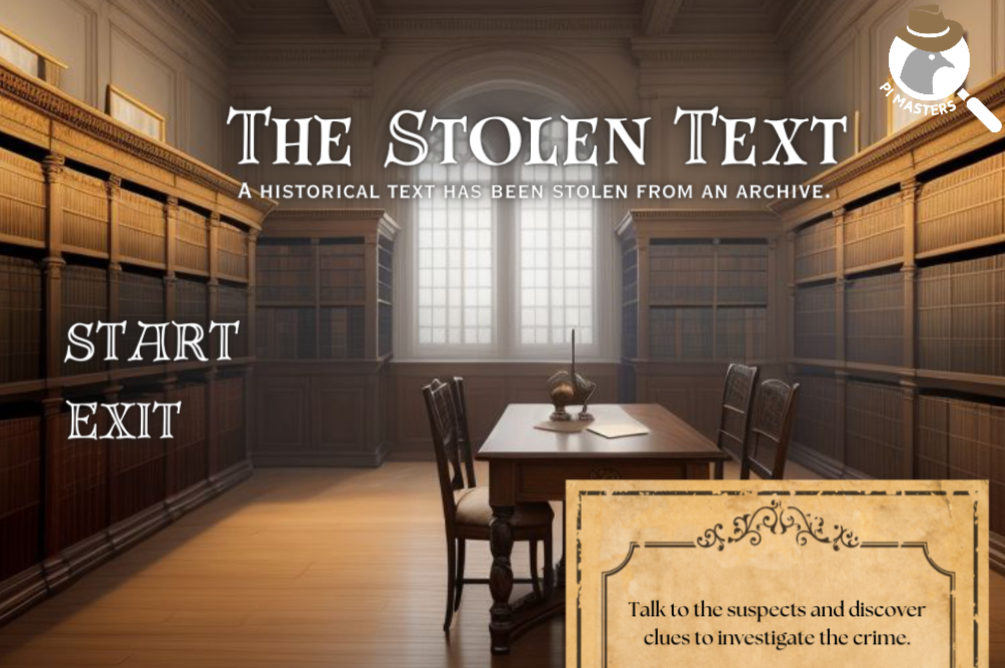 THE STOLEN TEXT
A HISTORICAL TEXT HAS BEEN STOLEN FROM AN ARCHIVE.
PI MASTERS
START
EXIT
Talk to the suspects and discover
clues to investigate the crime.